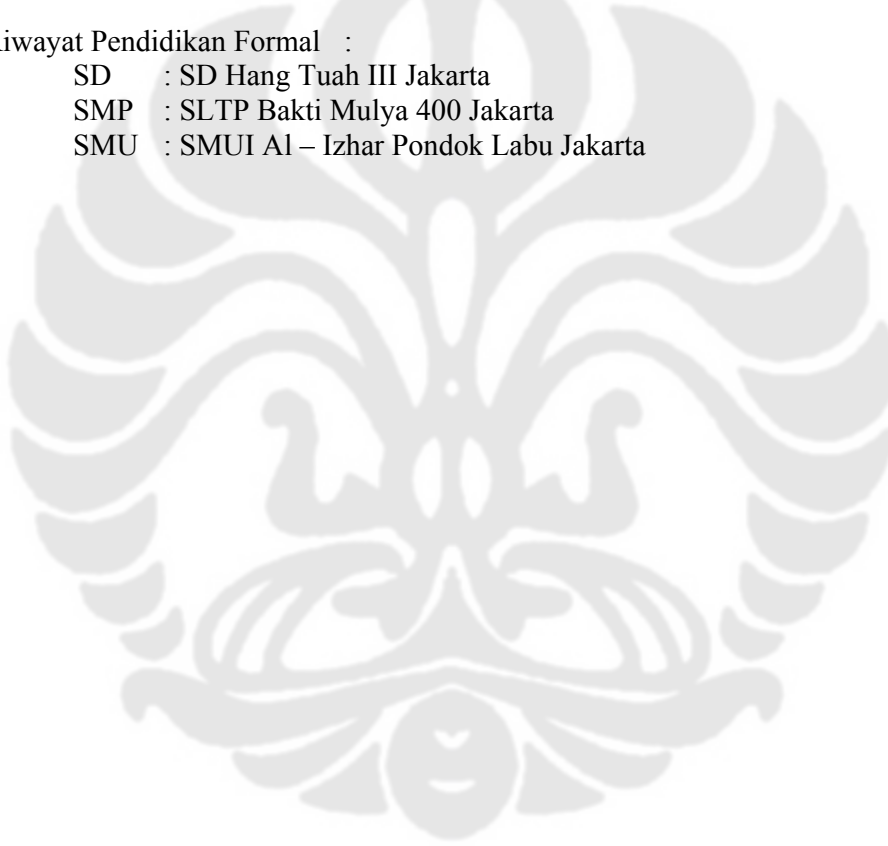 Riwayat Pendidikan Formal :
SD : SD Hang Tuah III Jakarta
SMP : SLTP Bakti Mulya 400 Jakarta
SMU : SMUI Al – Izhar Pondok Labu Jakarta